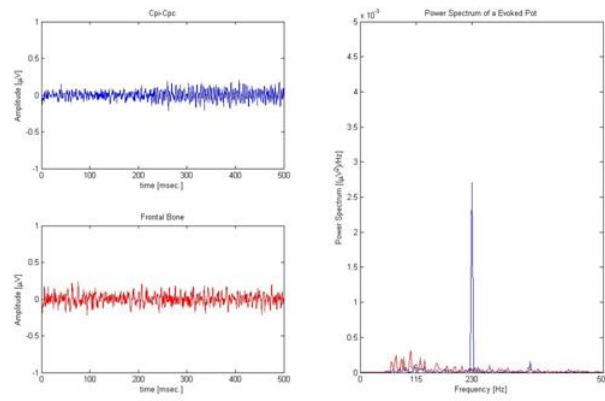 Cpi-Cpc
1
0.5
0
-0.5
-1
Amplitude [μV]
0 100 200 300 400 500
time [msec.]
Frontal Bone
1
0.5
0
-0.5
-1
Amplitude [μV]
0 100 200 300 400 500
time [msec.]
Power Spectrum of a Evoked Pot
x 10
5
4.5
4
3.5
3
2.5
2
1.5
1
0.5
0
Power Spectrum [(μV²)/Hz]
0 115 230 50
Frequency [Hz]